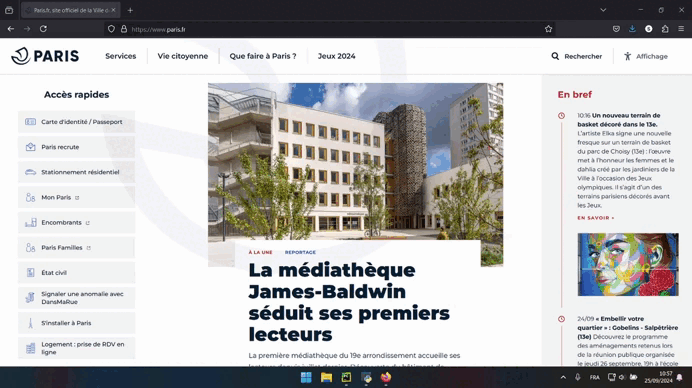 Paris.fr, site officiel de la Ville d
https://www.paris.fr
PARIS
Services
Vie citoyenne
Que faire à Paris ?
Jeux 2024
Rechercher
Affichage
Accès rapides
Carte d'identité / Passeport
Paris recrute
Stationnement résidentiel
Mon Paris
Encombrants
Paris Familles
État civil
Signaler une anomalie avec
DansMaRue
S'installer à Paris
Logement : prise de RDV en
ligne
À LA UNE
REPORTAGE
La médiathèque
James-Baldwin
séduit ses premiers
lecteurs
La première médiathèque du 19e arrondissement accueille ses
En bref
10:16 Un nouveau terrain de
basket décoré dans le 13e.
L'artiste Elka signe une nouvelle
fresque sur un terrain de basket
du parc de Choisy (13e) : l'œuvre
met à l'honneur les femmes et le
dahlia créé par les jardiniers de la
Ville à l'occasion des Jeux
olympiques. Il s'agit d'un des
terrains parisiens décorés avant
les Jeux.
EN SAVOIR +
24/09 « Embellir votre
quartier » : Gobelins - Salpêtrière
(13e) Découvrez le programme
des aménagements retenus lors
de la réunion publique organisée
le jeudi 26 septembre, 19h à l'école
FRA
10:57
25/09/2024